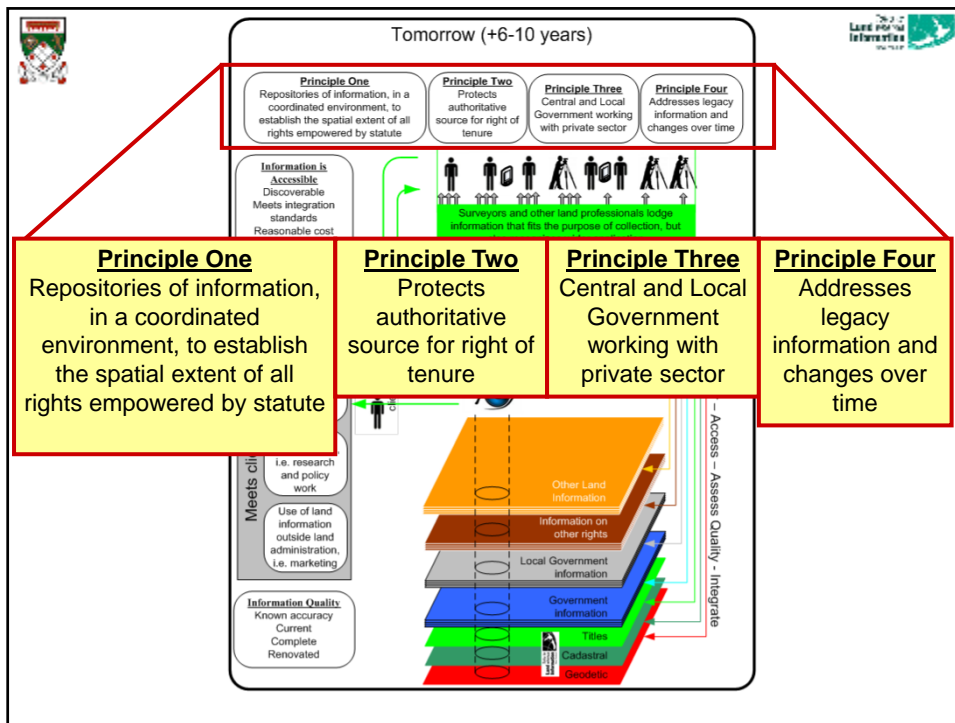 Tomorrow (+6-10 years)
Land
Information
Principle One
Repositories of information, in a
coordinated environment, to
establish the spatial extent of all
rights empowered by statute
Principle Two
Protects
authoritative
source for right of
tenure
Principle Three
Central and Local
Government working
with private sector
Principle Four
Addresses legacy
information and
changes over time
Information is
Accessible
Discoverable
Meets integration
standards
Reasonable cost
Surveyors and other land professionals lodge
information that fits the purpose of collection, but
Principle One
Repositories of information,
in a coordinated
environment, to establish
the spatial extent of all
rights empowered by statute
Principle Two
Protects
authoritative
source for right of
tenure
Principle Three
Central and Local
Government
working with
private sector
Principle Four
Addresses
legacy
information and
changes over
time
Meets
i.e. research
and policy
work
Use of land
information
outside land
administration,
i.e. marketing
Information Quality
Known accuracy
Current
Complete
Renovated
Other Land
Information
Information on
other rights
Local Government
information
Government
information
Titles
Cadastral
Geodetic
– Access – Assess Quality - Integrate
Land
Information